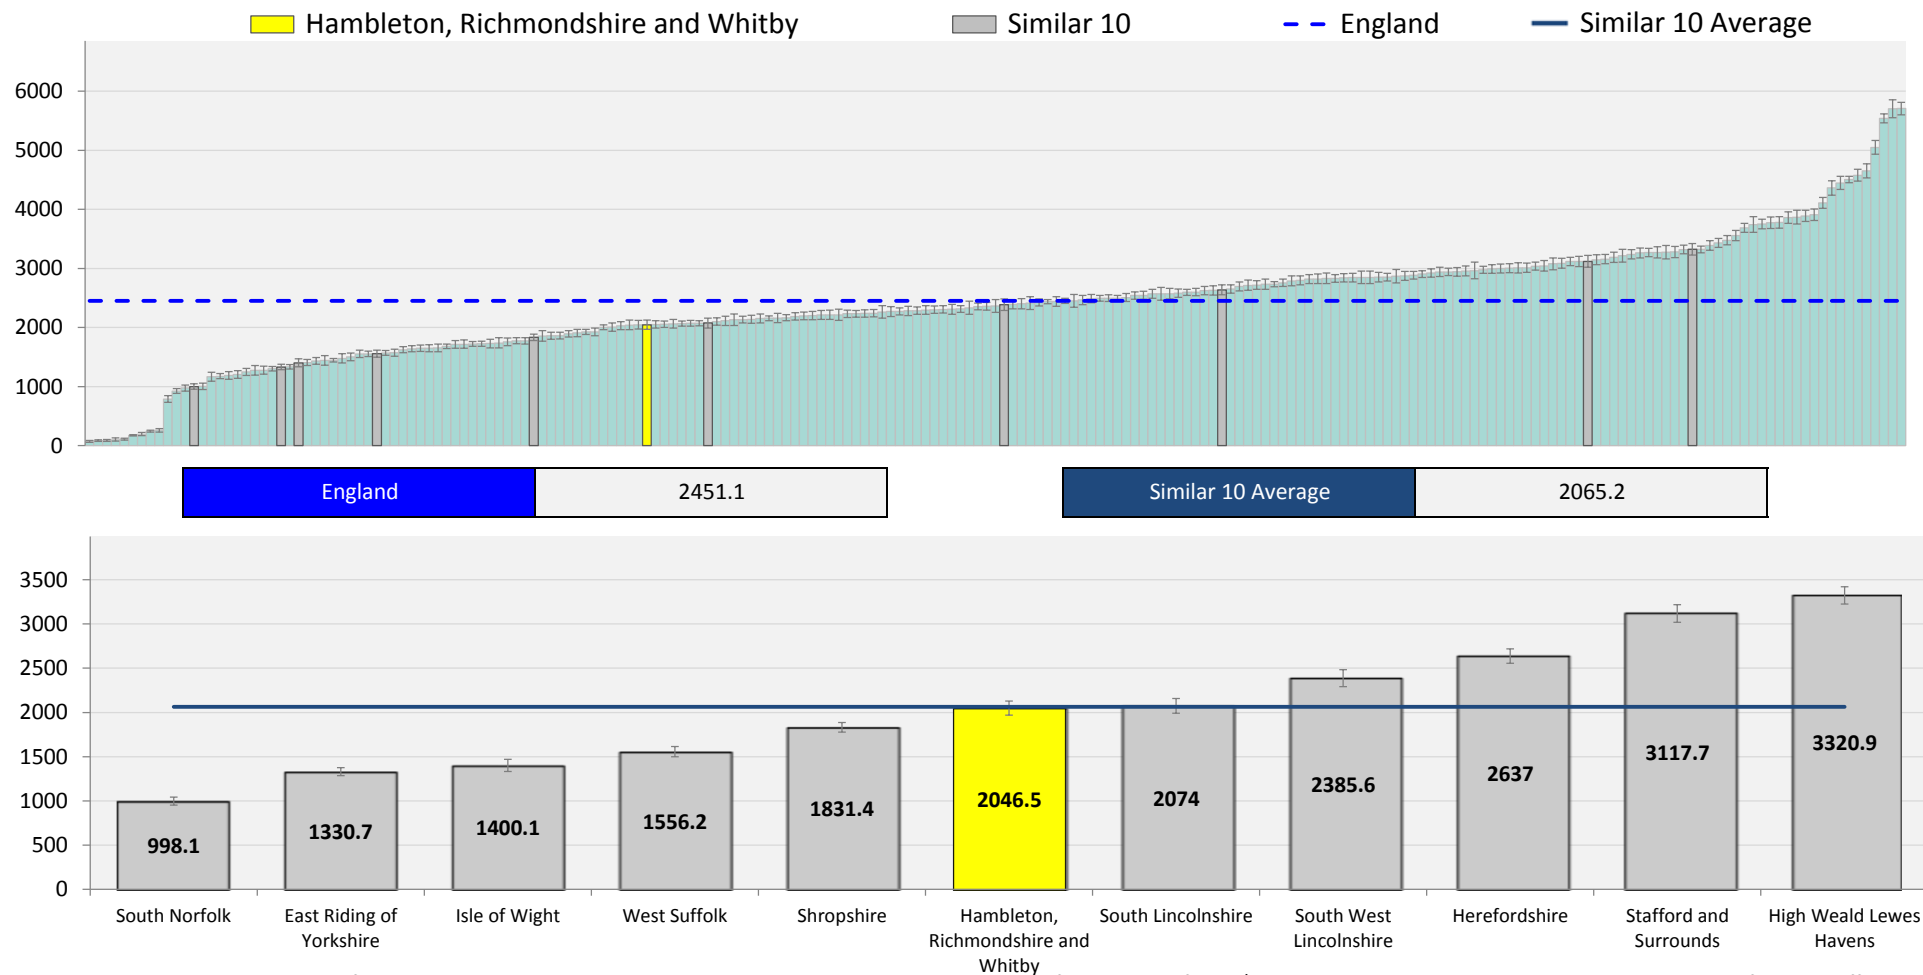 Hambleton, Richmondshire and Whitby
Similar 10
England
Similar 10 Average
6000
5000
4000
3000
2000
1000
0
England
2451.1
Similar 10 Average
2065.2
3500
3000
2500
2000
1500
1000
500
0
998.1
1330.7
1400.1
1556.2
1831.4
2046.5
2074
2385.6
2637
3117.7
3320.9
South Norfolk
East Riding of
Yorkshire
Isle of Wight
West Suffolk
Shropshire
Hambleton,
Richmondshire and
Whitby
South Lincolnshire
South West
Lincolnshire
Herefordshire
Stafford and
Surrounds
High Weald Lewes
Havens